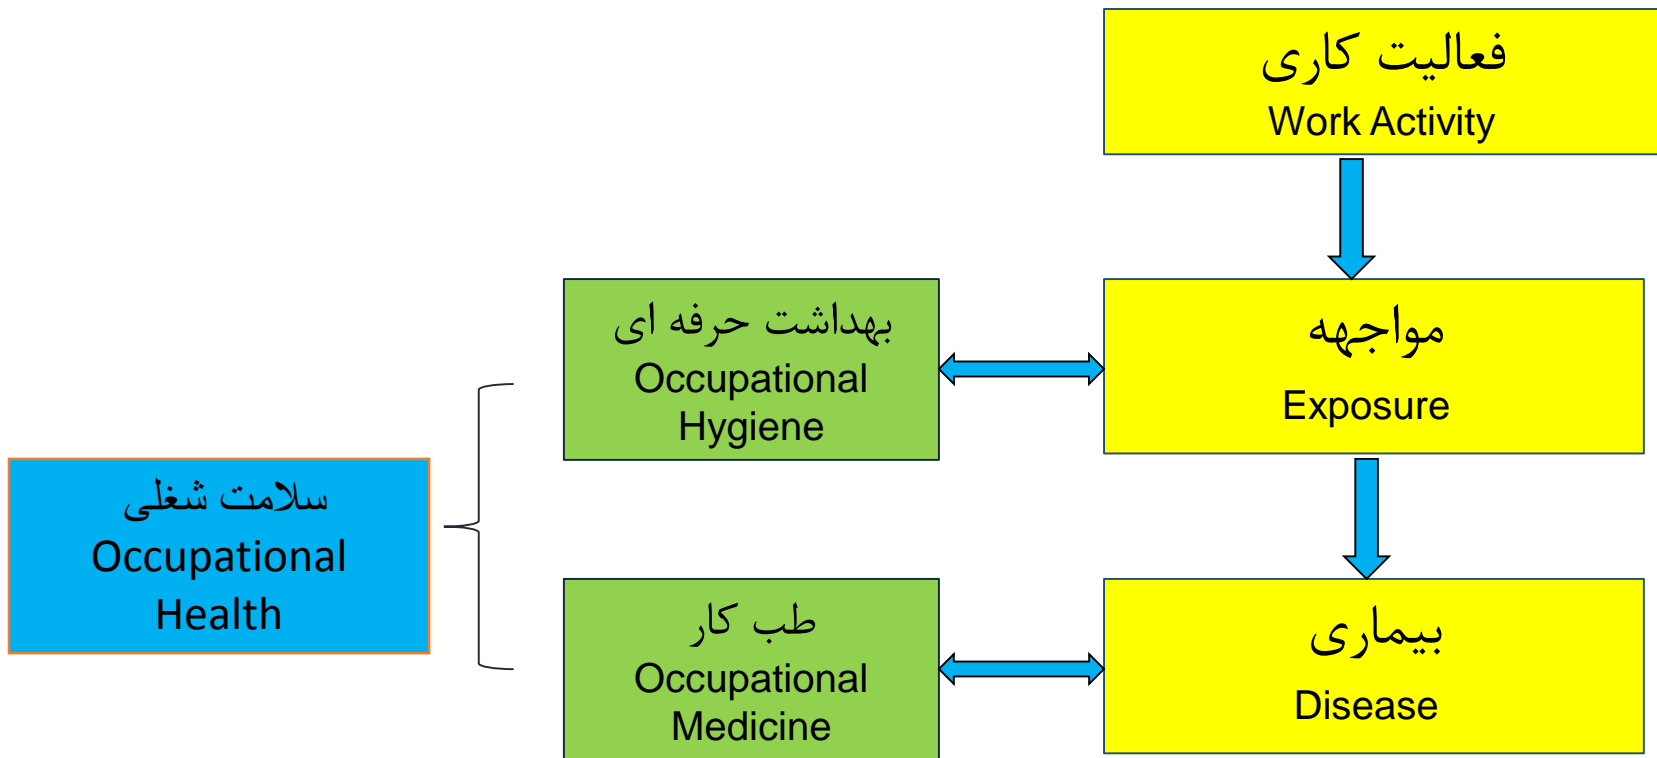 فعالیت کاری
Work Activity
بهداشت حرفه ای
Occupational
Hygiene
مواجهه
Exposure
سلامت شغلی
Occupational
Health
طب کار
Occupational
Medicine
بیماری
Disease